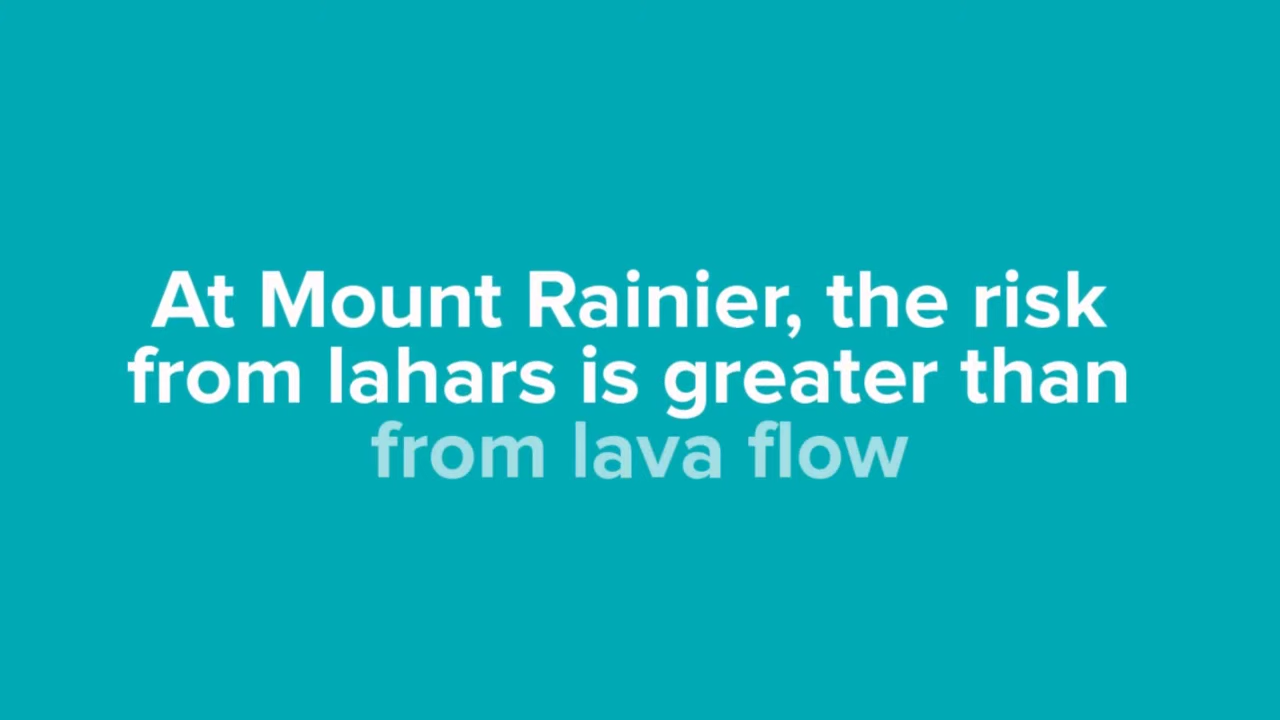 At Mount Rainier, the risk
from lahars is greater than
from lava flow